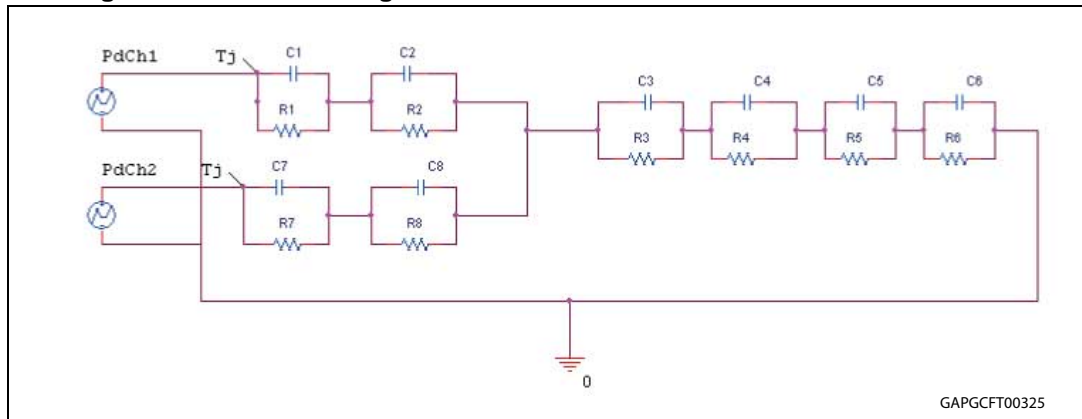 PdCh1
Tj
C1
C2
R1
R2
C3
C4
C5
C6
R3
R4
R5
R6
PdCh2
Tj
C7
C8
R7
R8
0
GAPGCFT00325